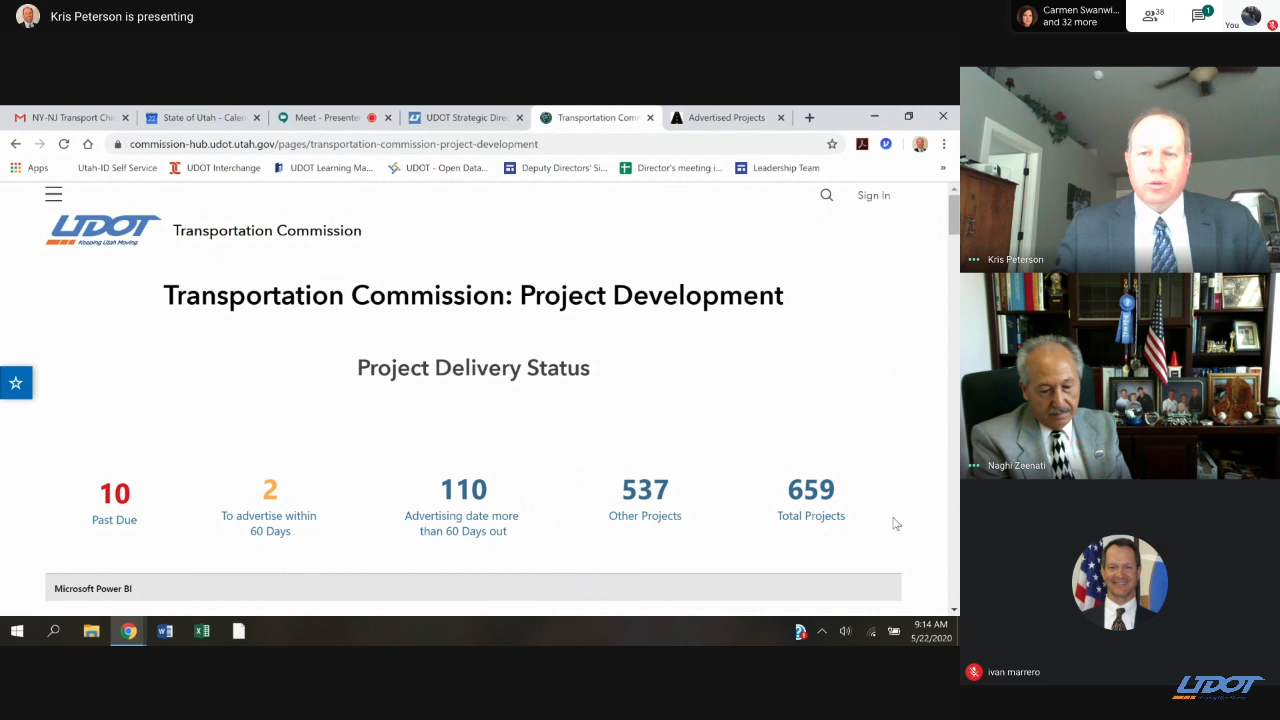 Kris Peterson is presenting
Carmen Swanwi...
and 32 more
38
1
You
NY-NJ Transport Chi
State of Utah - Calen
Meet - Presenter
UDOT Strategic Direc
Transportation Comm
Advertised Projects
commission-hub.udot.utah.gov/pages/transportation-commission-project-development
Apps
Utah-ID Self Service
UDOT Interchange
UDOT Learning Ma...
UDOT - Open Data...
Deputy Directors' Si...
Director's meeting i...
Leadership Team
»
Sign In
UDOT
Keeping Utah Moving
Transportation Commission
Transportation Commission: Project Development
Project Delivery Status
10
Past Due
2
To advertise within
60 Days
110
Advertising date more
than 60 Days out
537
Other Projects
659
Total Projects
Microsoft Power BI
9:14 AM
5/22/2020
Kris Peterson
Naghi Zeenati
ivan marrero
UDOT